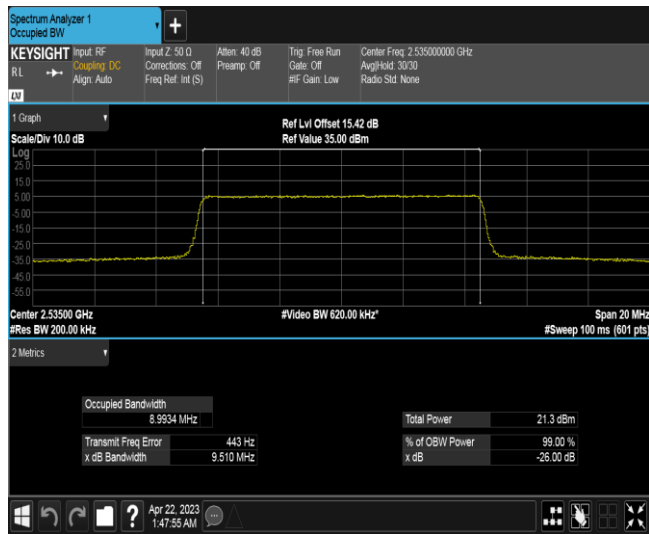 Spectrum Analyzer 1
Occupied BW
+
KEYSIGHT
RL
LXI
Input: RF
Coupling: DC
Align: Auto
Input Z: 50 Ω
Corrections: Off
Freq Ref: Int (S)
Atten: 40 dB
Preamp: Off
Trig: Free Run
Gate: Off
#IF Gain: Low
Center Freq: 2.535000000 GHz
Avg|Hold: 30/30
Radio Std: None
1 Graph
Scale/Div 10.0 dB
Ref Lvl Offset 15.42 dB
Ref Value 35.00 dBm
Log
25.0
15.0
5.00
-5.00
-15.0
-25.0
-35.0
-45.0
-55.0
Center 2.53500 GHz
#Res BW 200.00 kHz
#Video BW 620.00 kHz*
Span 20 MHz
#Sweep 100 ms (601 pts)
2 Metrics
Occupied Bandwidth
8.9934 MHz
Transmit Freq Error 443 Hz
x dB Bandwidth 9.510 MHz
Total Power 21.3 dBm
% of OBW Power 99.00 %
x dB -26.00 dB
?
Apr 22, 2023
1:47:55 AM